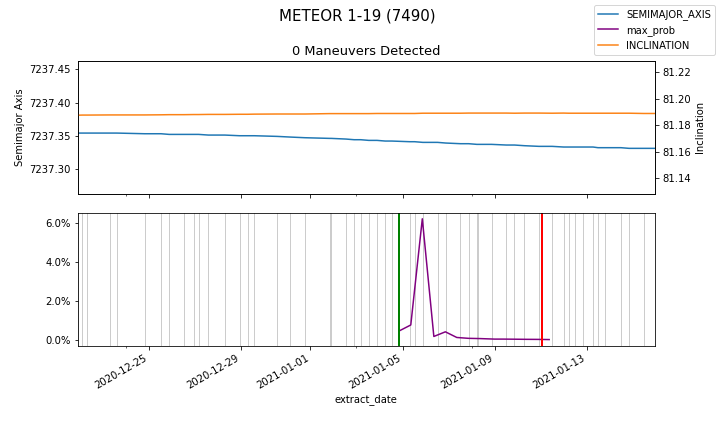 METEOR 1-19 (7490)
SEMIMAJOR_AXIS
max_prob
INCLINATION
0 Maneuvers Detected
7237.45
7237.40
7237.35
7237.30
Semimajor Axis
81.22
81.20
81.18
81.16
81.14
Inclination
6.0%
4.0%
2.0%
0.0%
2020-12-25
2020-12-29
2021-01-01
2021-01-05
2021-01-09
2021-01-13
extract_date